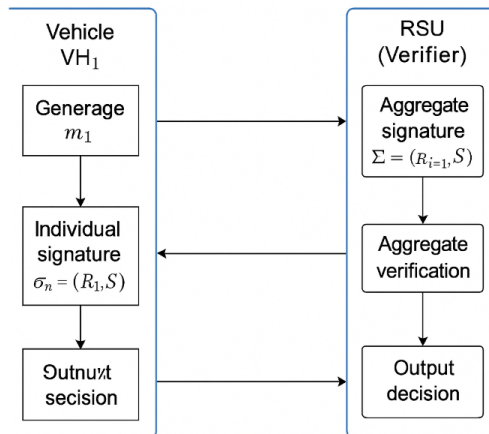 Vehicle
VH₁
Generage
m₁
Individual
signature
σₙ = (R₁,S)
secision
RSU
(Verifier)
Aggregate
signature
Σ = (Rᵢ₌₁,S)
Aggregate
verification
Output
decision